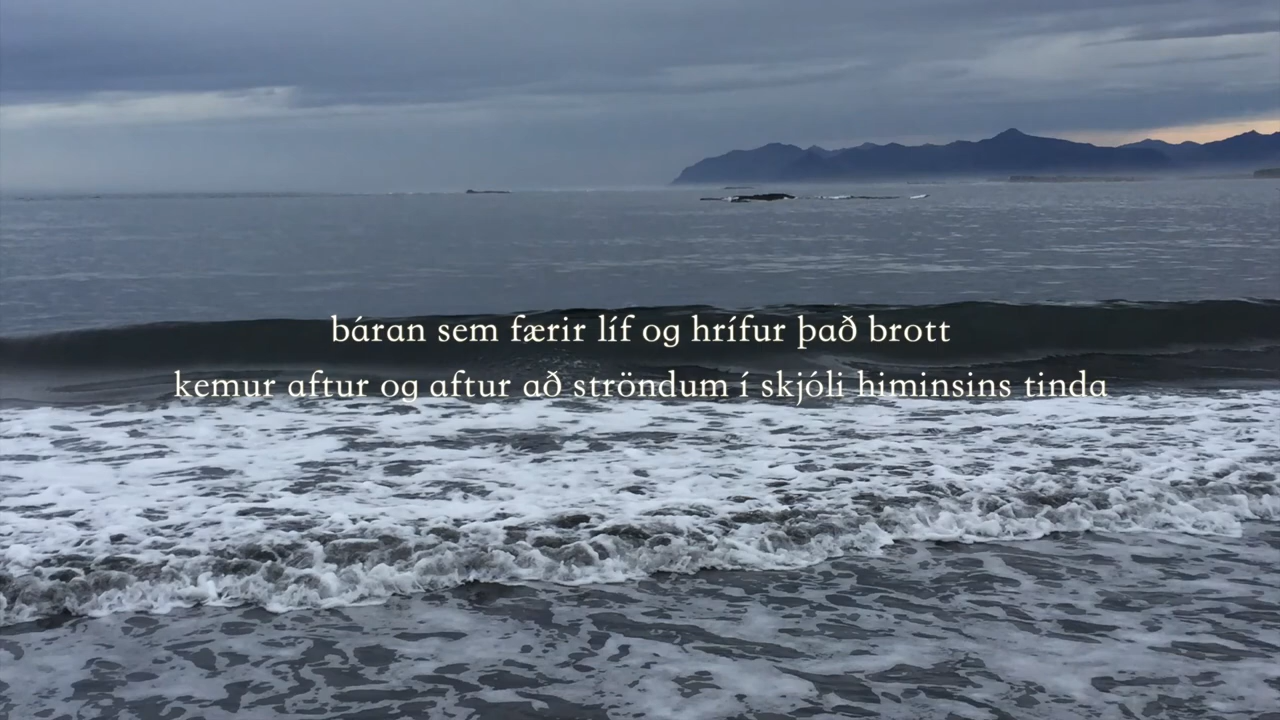 báran sem færir líf og hrífur það brott
kemur aftur og aftur að ströndum í skjóli himinsins tinda